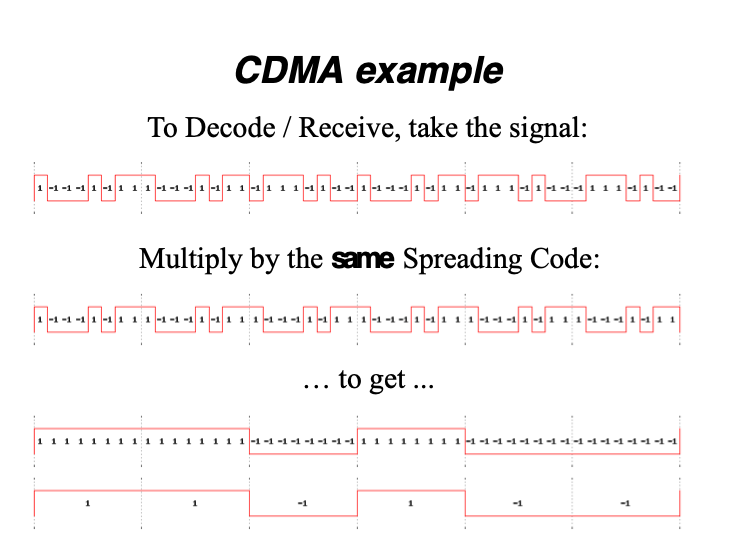 CDMA example
To Decode / Receive, take the signal:
1 -1 -1 -1 1 -1 1 1 1 -1 -1 -1 1 -1 1 1 -1 1 1 1 -1 1 -1 -1 1 -1 -1 -1 1 -1 1 1 -1 1 1 1 -1 1 -1 -1 -1 1 1 1 -1 1 -1 -1
Multiply by the same Spreading Code:
1 -1 -1 -1 1 -1 1 1 1 -1 -1 -1 1 -1 1 1 1 -1 -1 -1 1 -1 1 1 1 -1 -1 -1 1 -1 1 1 1 -1 -1 -1 1 -1 1 1 1 -1 -1 -1 1 -1 1 1
… to get ...
1 1 1 1 1 1 1 1 1 1 1 1 1 1 1 1 -1 -1 -1 -1 -1 -1 -1 -1 1 1 1 1 1 1 1 1 -1 -1 -1 -1 -1 -1 -1 -1 -1 -1 -1 -1 -1 -1 -1 -1
1 1 -1 1 -1 -1